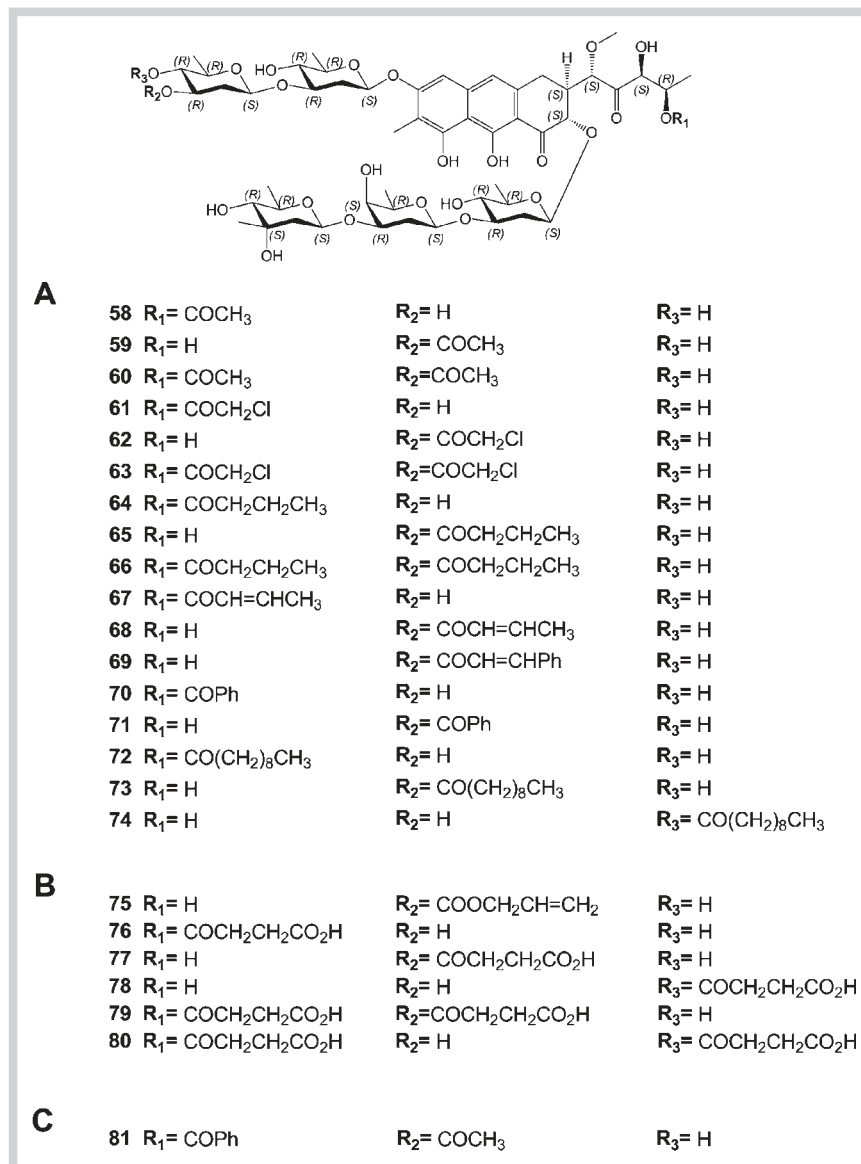 H O OH
R₃O (R) (R) O HO (R) (R) O O (S) (S) (R)
R₂O (R) (S) O (R) (S) (S) (S) O O R₁
OH OH O O
OH
HO (R) (R) O (S) (R) O HO (R) (R) O
(S) (S) O (R) (S) O (R) (S)
OH
A
58 R₁= COCH₃ R₂= H R₃= H
59 R₁= H R₂= COCH₃ R₃= H
60 R₁= COCH₃ R₂=COCH₃ R₃= H
61 R₁= COCH₂Cl R₂= H R₃= H
62 R₁= H R₂= COCH₂Cl R₃= H
63 R₁= COCH₂Cl R₂=COCH₂Cl R₃= H
64 R₁= COCH₂CH₂CH₃ R₂= H R₃= H
65 R₁= H R₂= COCH₂CH₂CH₃ R₃= H
66 R₁= COCH₂CH₂CH₃ R₂= COCH₂CH₂CH₃ R₃= H
67 R₁= COCH=CHCH₃ R₂= H R₃= H
68 R₁= H R₂= COCH=CHCH₃ R₃= H
69 R₁= H R₂= COCH=CHPh R₃= H
70 R₁= COPh R₂= H R₃= H
71 R₁= H R₂= COPh R₃= H
72 R₁= CO(CH₂)₈CH₃ R₂= H R₃= H
73 R₁= H R₂= CO(CH₂)₈CH₃ R₃= H
74 R₁= H R₂= H R₃= CO(CH₂)₈CH₃
B
75 R₁= H R₂= COOCH₂CH=CH₂ R₃= H
76 R₁= COCH₂CH₂CO₂H R₂= H R₃= H
77 R₁= H R₂= COCH₂CH₂CO₂H R₃= H
78 R₁= H R₂= H R₃= COCH₂CH₂CO₂H
79 R₁= COCH₂CH₂CO₂H R₂=COCH₂CH₂CO₂H R₃= H
80 R₁= COCH₂CH₂CO₂H R₂= H R₃= COCH₂CH₂CO₂H
C
81 R₁= COPh R₂= COCH₃ R₃= H